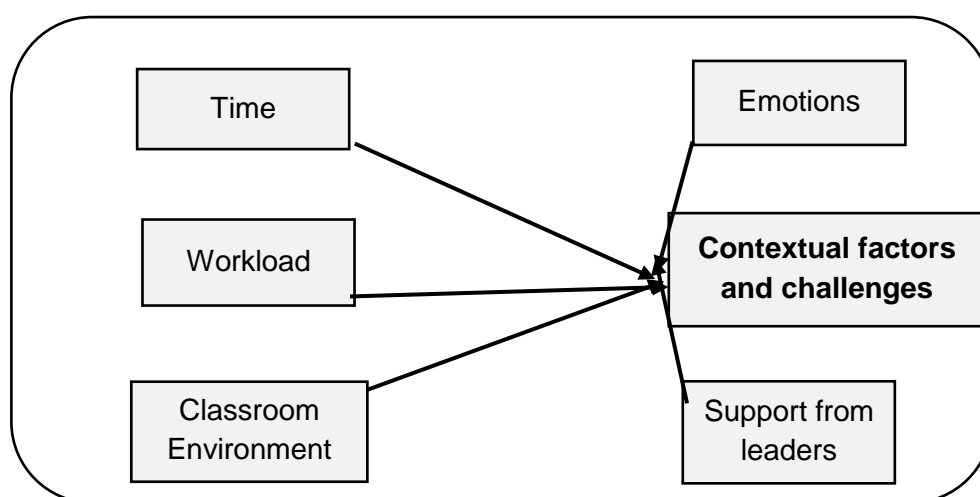 Time
Emotions
Workload
Contextual factors
and challenges
Classroom
Environment
Support from
leaders